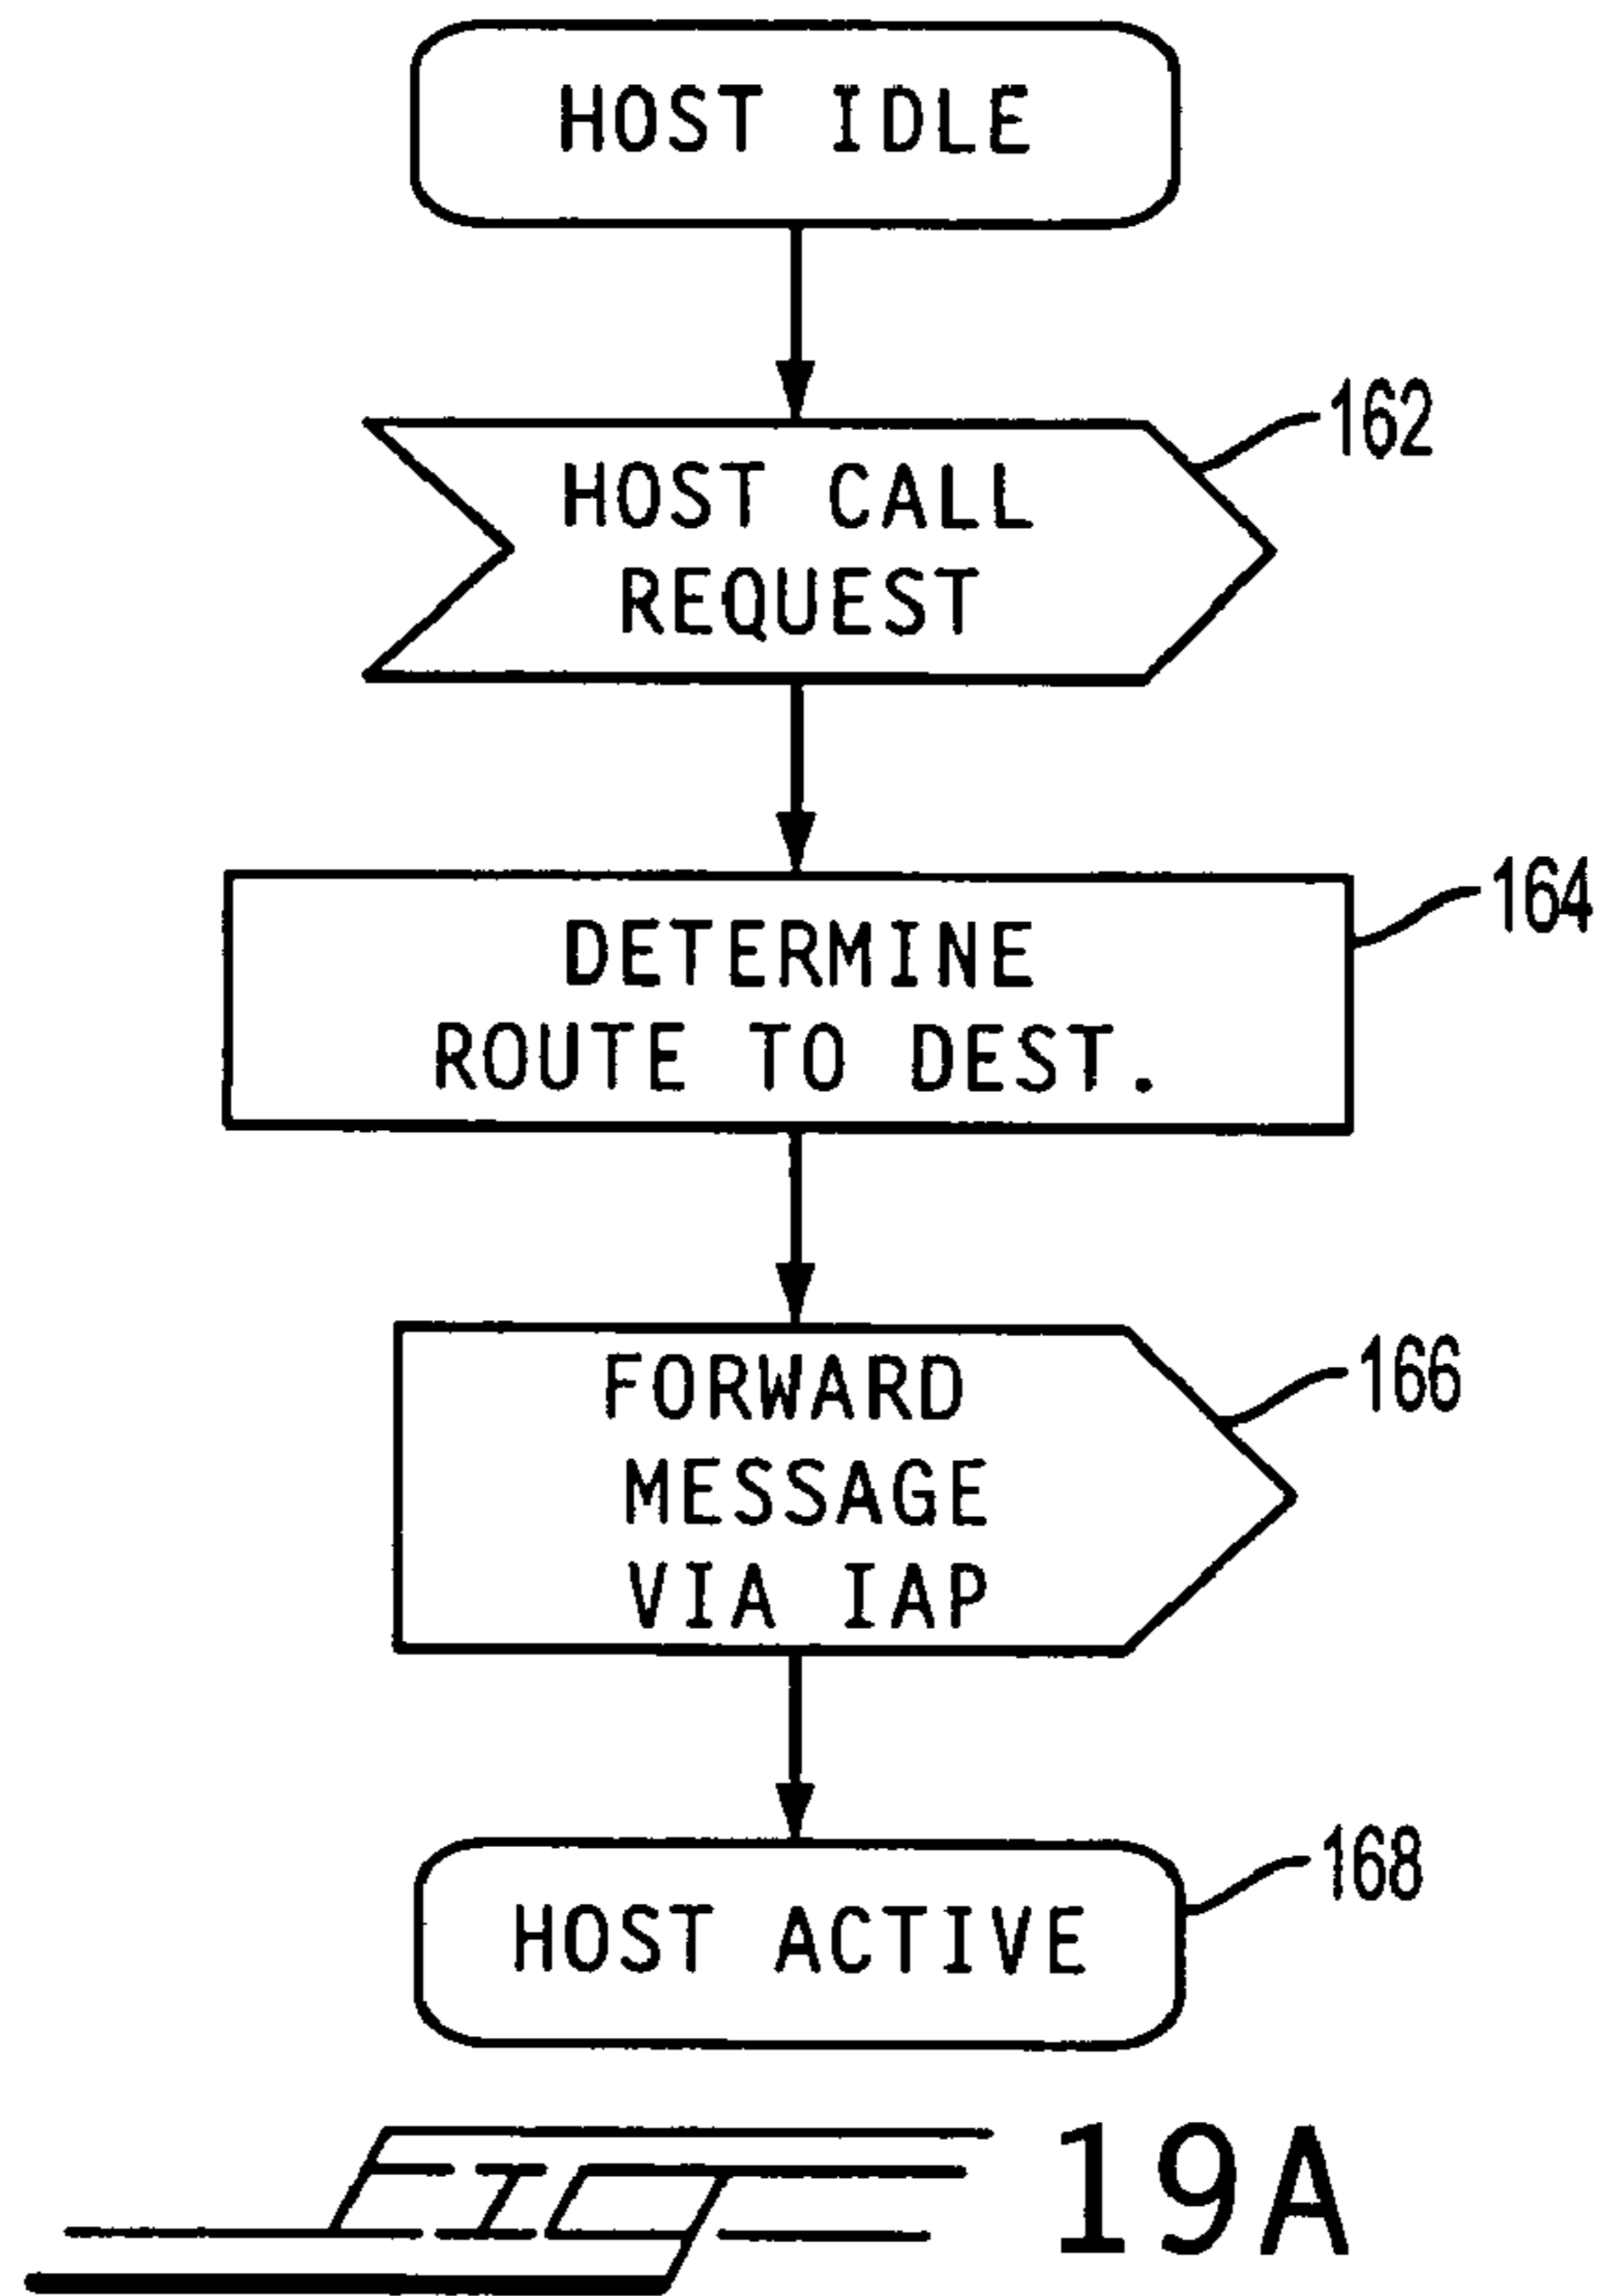 HOST IDLE
162
HOST CALL
REQUEST
164
DETERMINE
ROUTE TO DEST.
166
FORWARD
MESSAGE
VIA IAP
168
HOST ACTIVE
FIG 19A